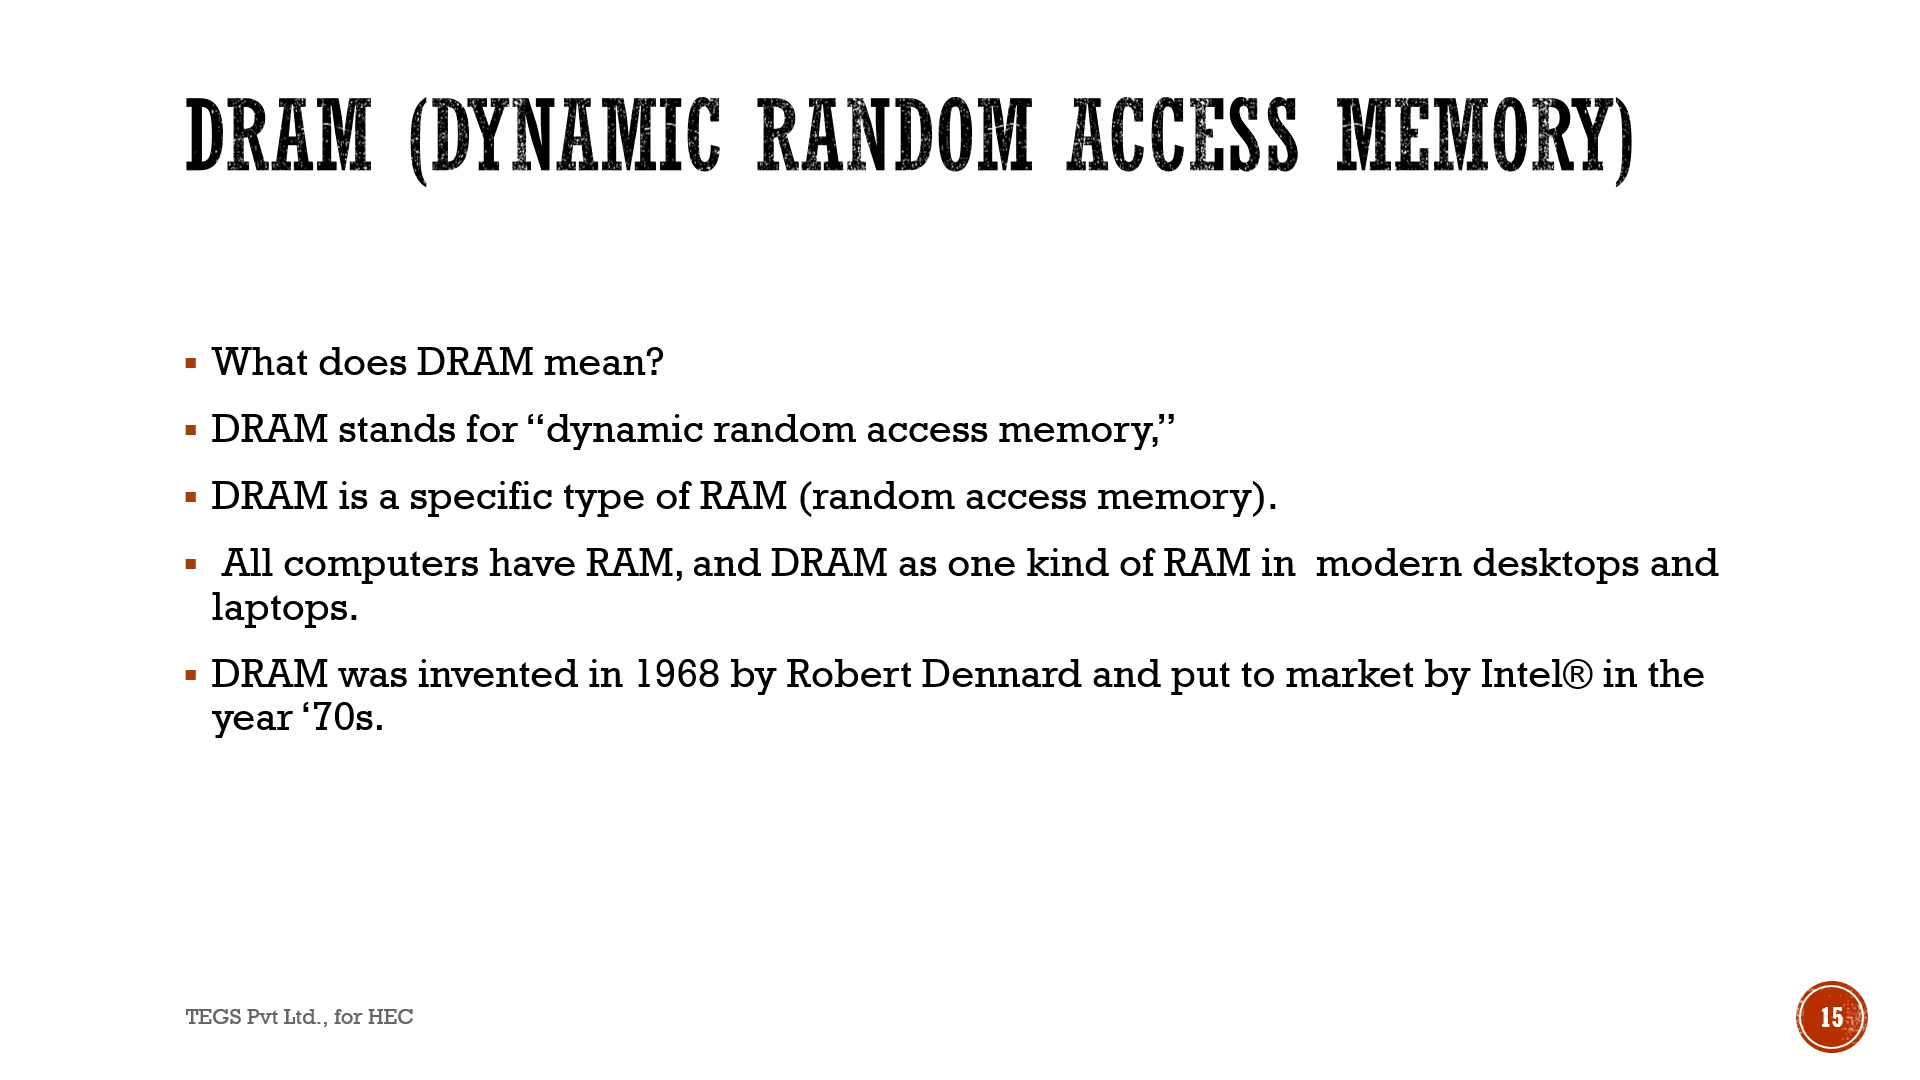 DRAM (DYNAMIC RANDOM ACCESS MEMORY)
▪ What does DRAM mean?
▪ DRAM stands for “dynamic random access memory,”
▪ DRAM is a specific type of RAM (random access memory).
▪ All computers have RAM, and DRAM as one kind of RAM in  modern desktops and
laptops.
▪ DRAM was invented in 1968 by Robert Dennard and put to market by Intel® in the
year ‘70s.
TEGS Pvt Ltd., for HEC
15